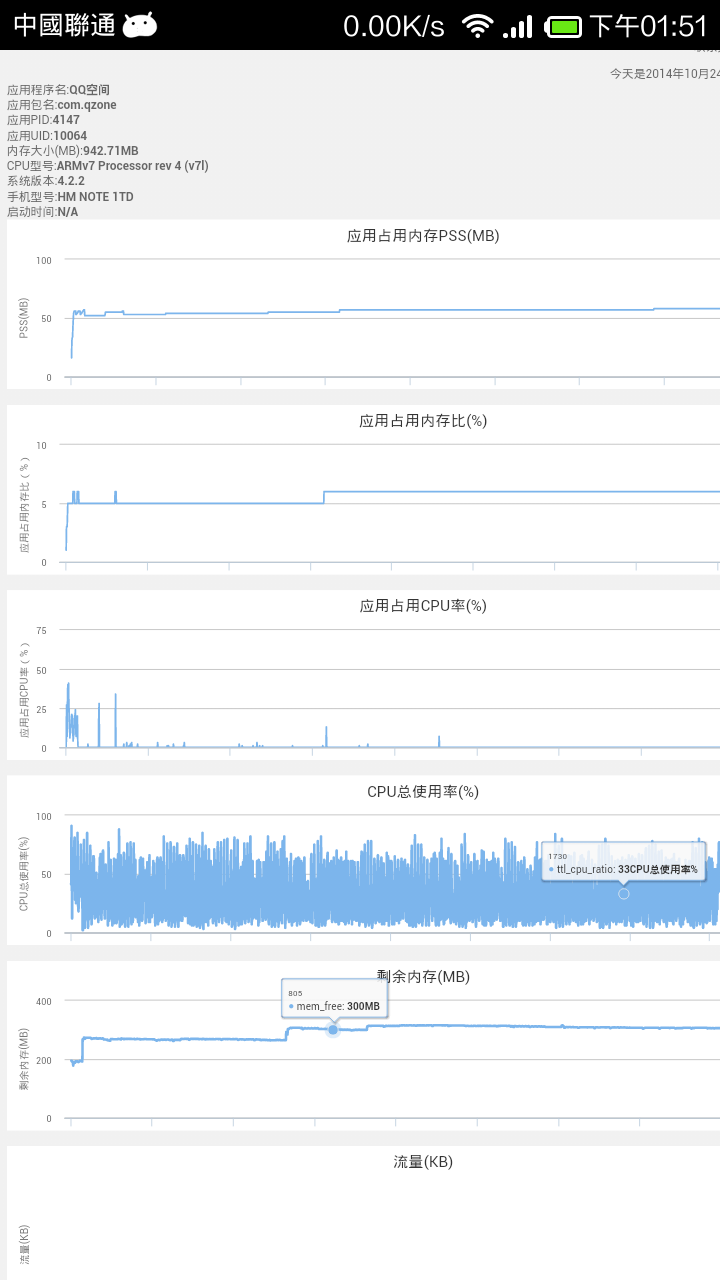 中國聯通 0.00K/s 下午01:51
今天是2014年10月24
应用程序名:QQ空间
应用包名:com.qzone
应用PID:4147
应用UID:10064
内存大小(MB):942.71MB
CPU型号:ARMv7 Processor rev 4 (v7l)
系统版本:4.2.2
手机型号:HM NOTE 1TD
启动时间:N/A
应用占用内存PSS(MB)
100
PSS(MB)
50
0
应用占用内存比(%)
10
应用占用内存比(%)
5
0
应用占用CPU率(%)
75
50
应用占用CPU率(%)
25
0
CPU总使用率(%)
100
CPU总使用率(%)
50
0
1730
ttl_cpu_ratio: 33CPU总使用率%
剩余内存(MB)
400
剩余内存(MB)
200
0
805
mem_free: 300MB
流量(KB)
流量(KB)